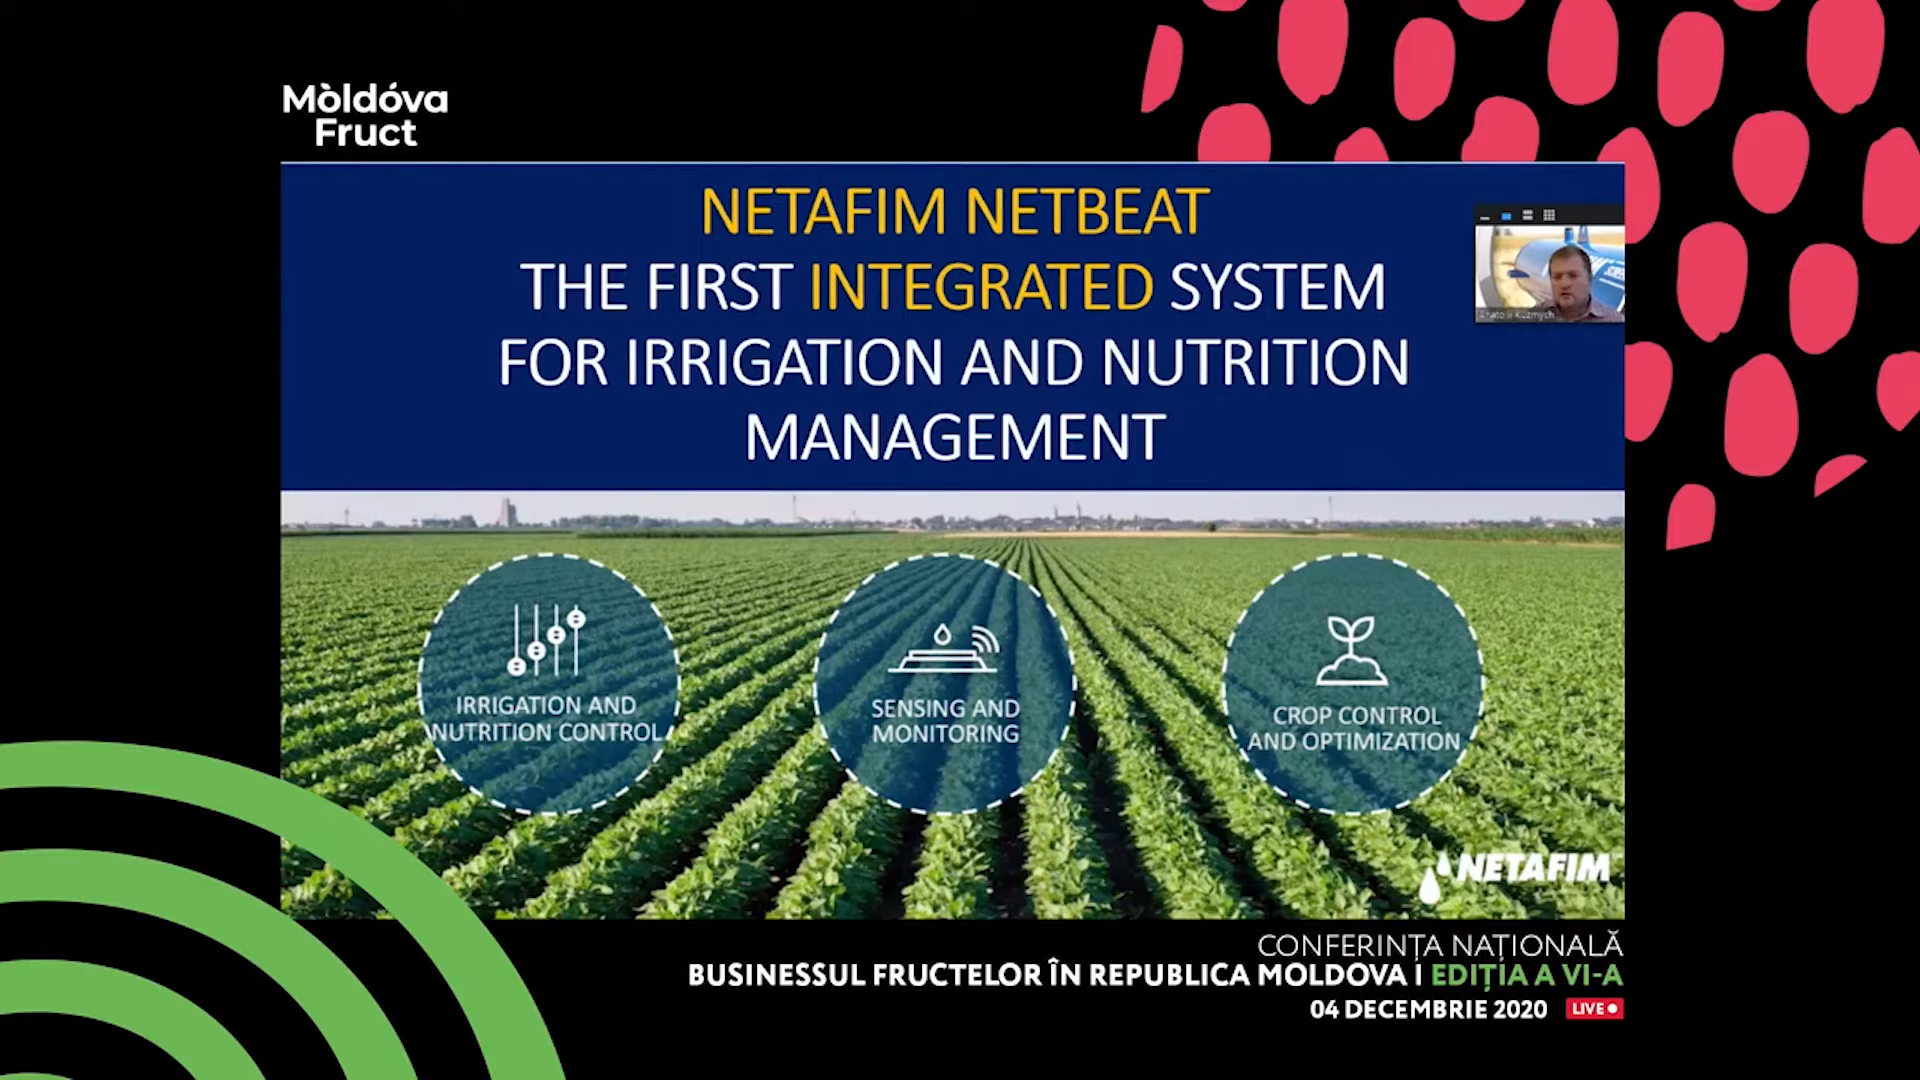 Mòldóva
Fruct
NETAFIM NETBEAT
THE FIRST INTEGRATED SYSTEM
FOR IRRIGATION AND NUTRITION
MANAGEMENT
Kuzmych
IRRIGATION AND
NUTRITION CONTROL
SENSING AND
MONITORING
CROP CONTROL
AND OPTIMIZATION
NETAFIM
CONFERINȚA NAȚIONALĂ
BUSINESSUL FRUCTELOR ÎN REPUBLICA MOLDOVA I EDIȚIA A VI-A
04 DECEMBRIE 2020 LIVE